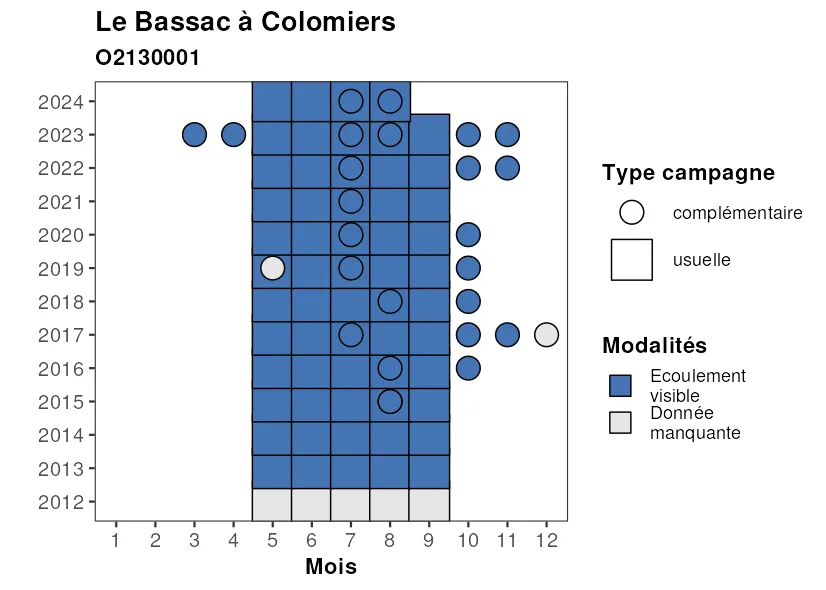 Le Bassac à Colomiers
O2130001
2024
2023
2022
2021
2020
2019
2018
2017
2016
2015
2014
2013
2012
1 2 3 4 5 6 7 8 9 10 11 12
Mois
Type campagne
complémentaire
usuelle
Modalités
Ecoulement
visible
Donnée
manquante